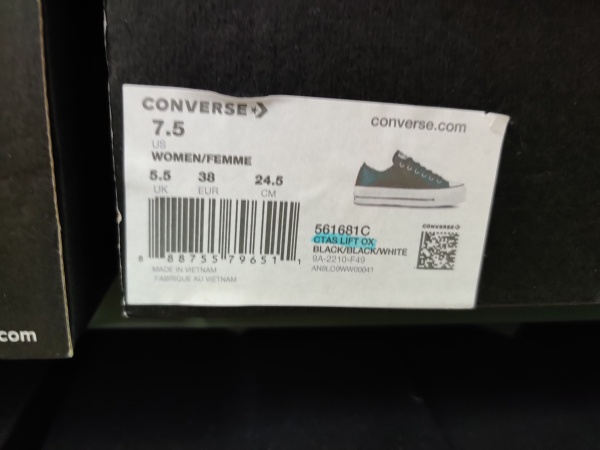 CONVERSE
7.5
US
WOMEN/FEMME
5.5 38 24.5
UK EUR CM
8 88755 79651 1
MADE IN VIETNAM
FABRIQUE AU VIETNAM
converse.com
561681C
CTAS LIFT OX
BLACK/BLACK/WHITE
9A-2210-F49
CONVERSE
.com